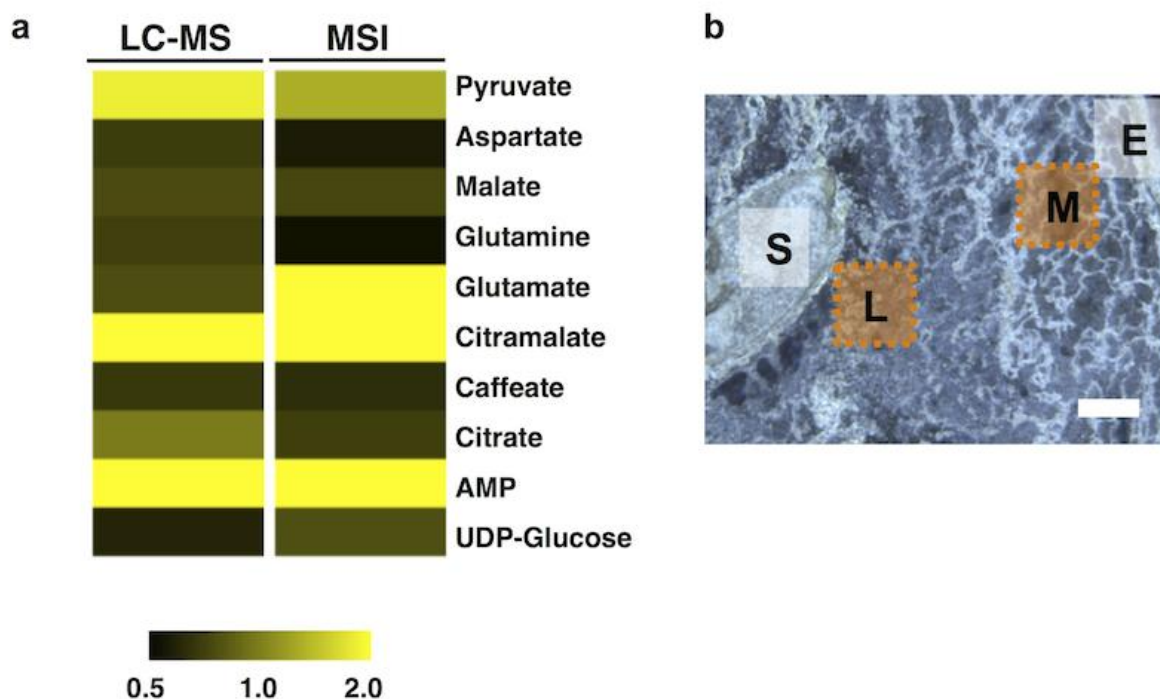 a
LC-MS MSI
Pyruvate
Aspartate
Malate
Glutamine
Glutamate
Citramalate
Caffeate
Citrate
AMP
UDP-Glucose
0.5 1.0 2.0
b
E
M
S
L